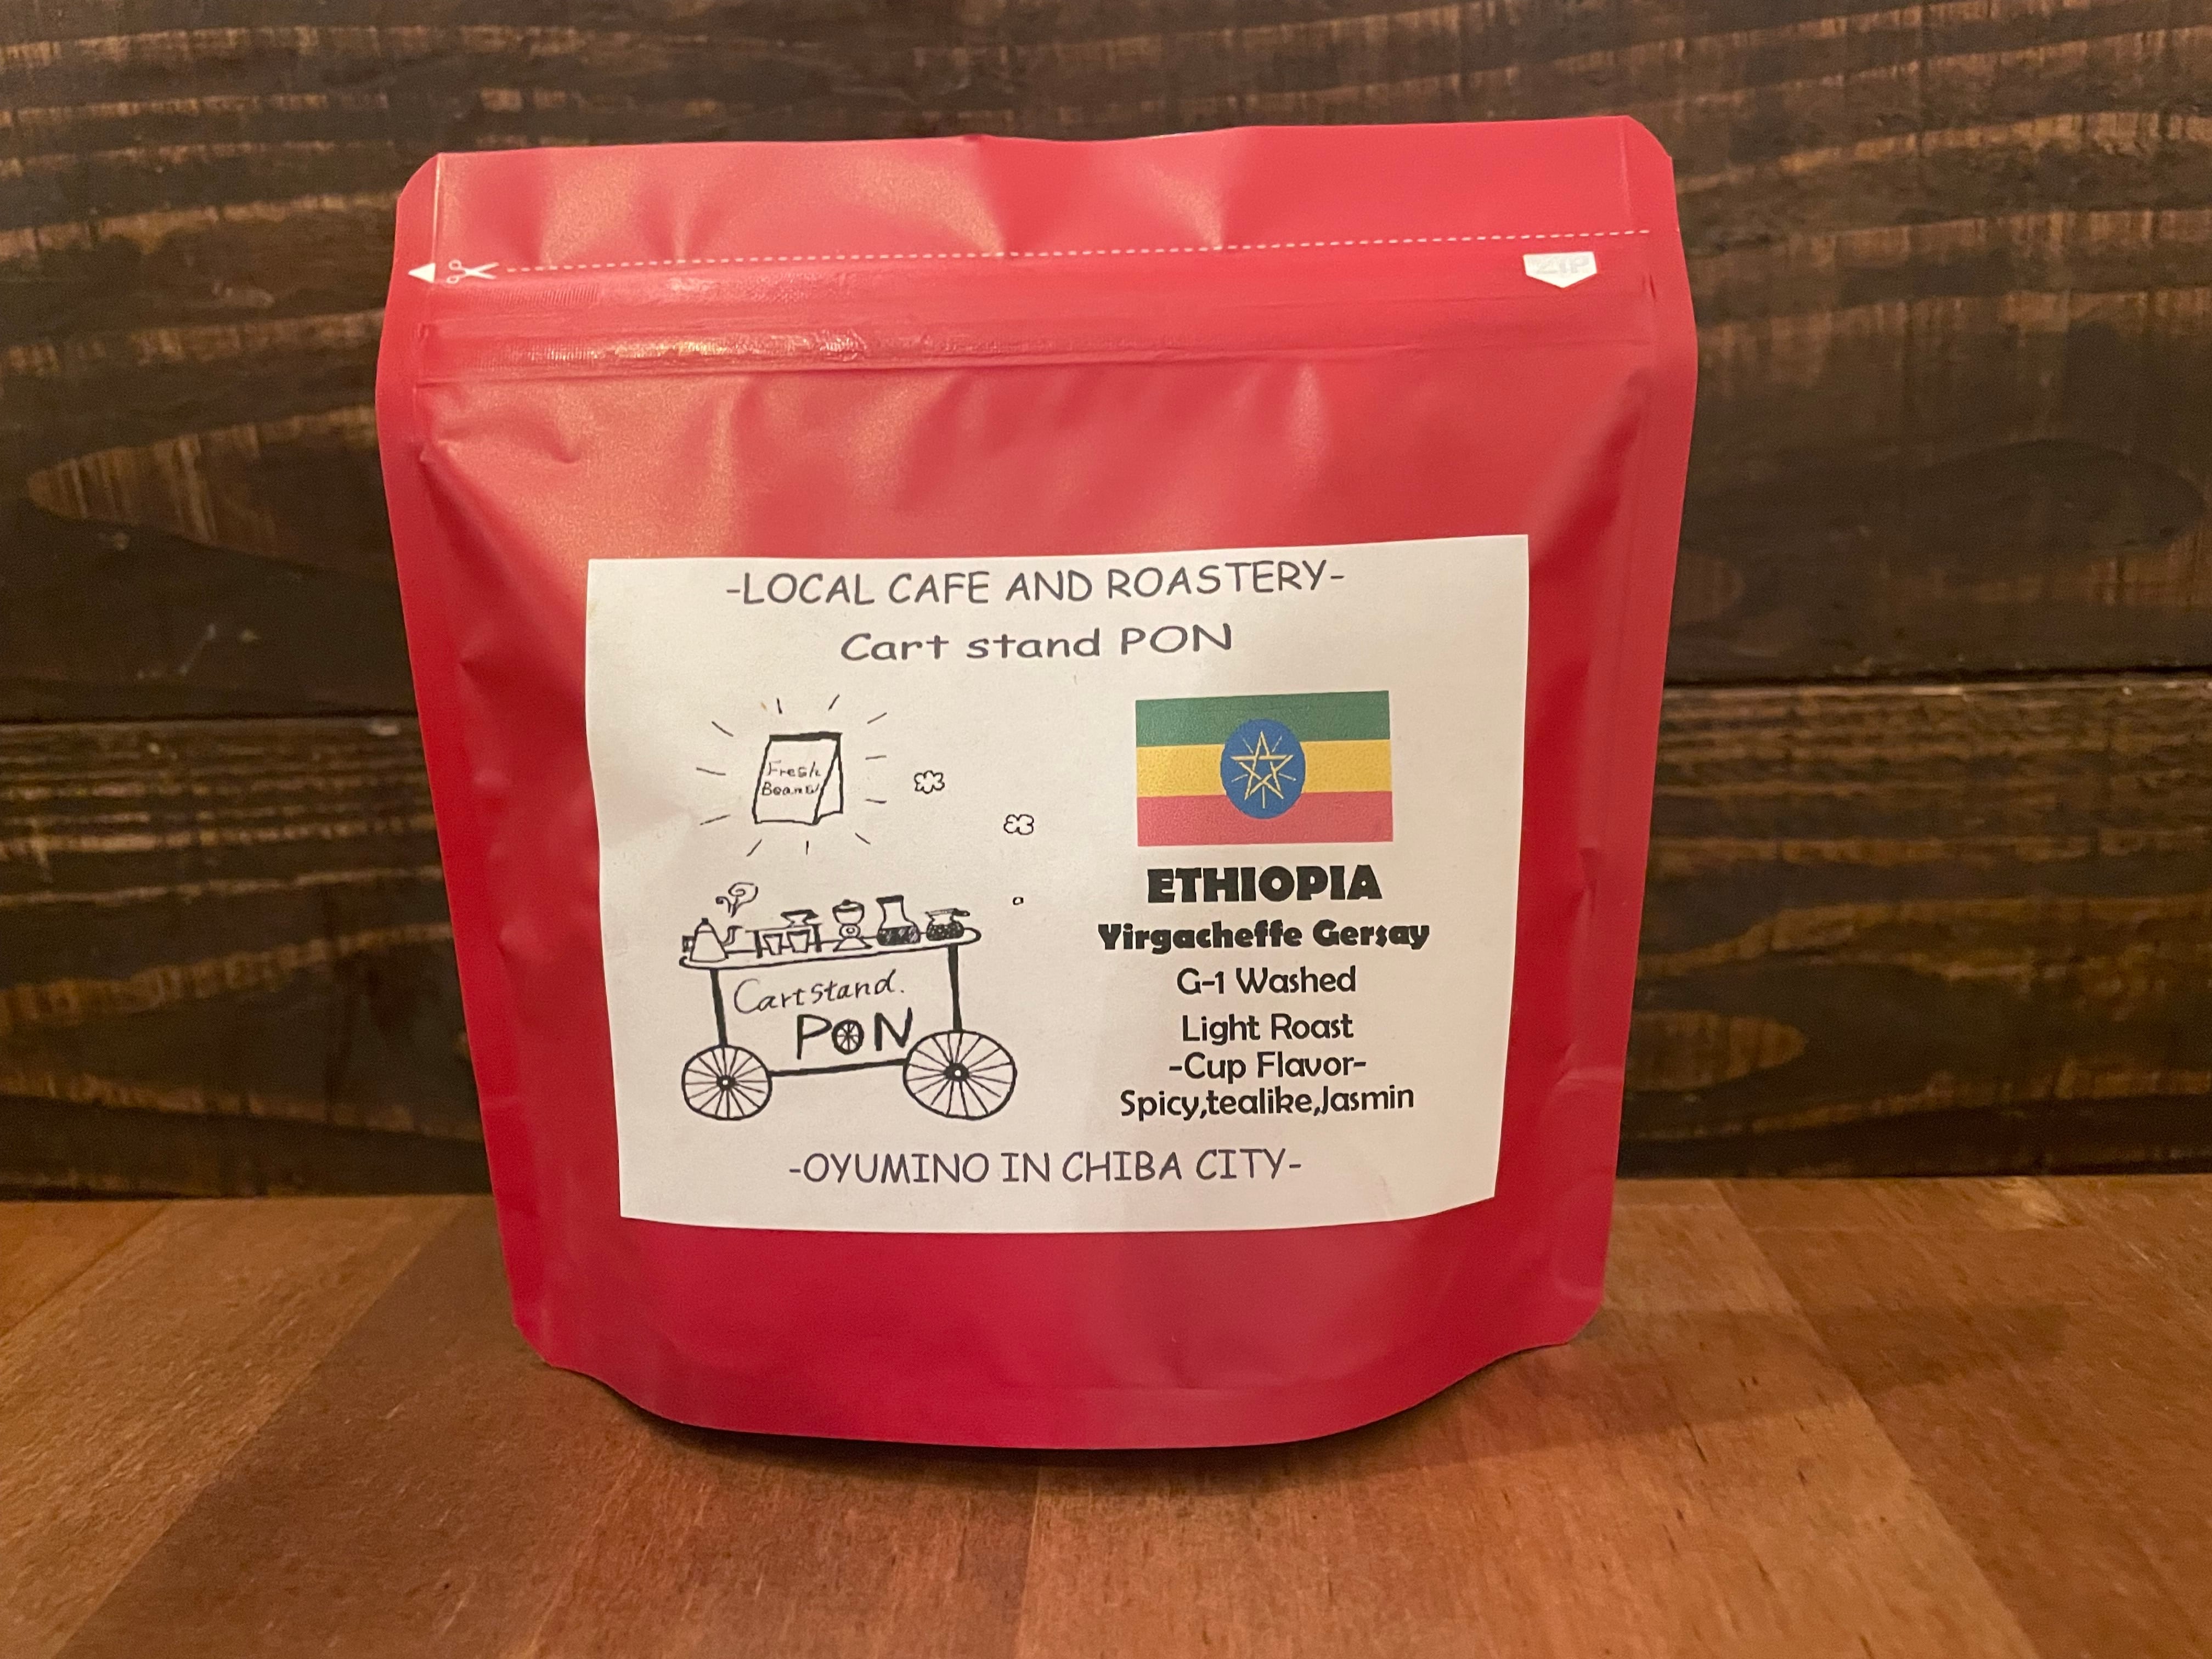 ZIP
-LOCAL CAFE AND ROASTERY-
Cart stand PON
Fresh
Beans
Cart stand.
PON
ETHIOPIA
Yirgacheffe Gersay
G-1 Washed
Light Roast
-Cup Flavor-
Spicy,tealike,Jasmin
-OYUMINO IN CHIBA CITY-